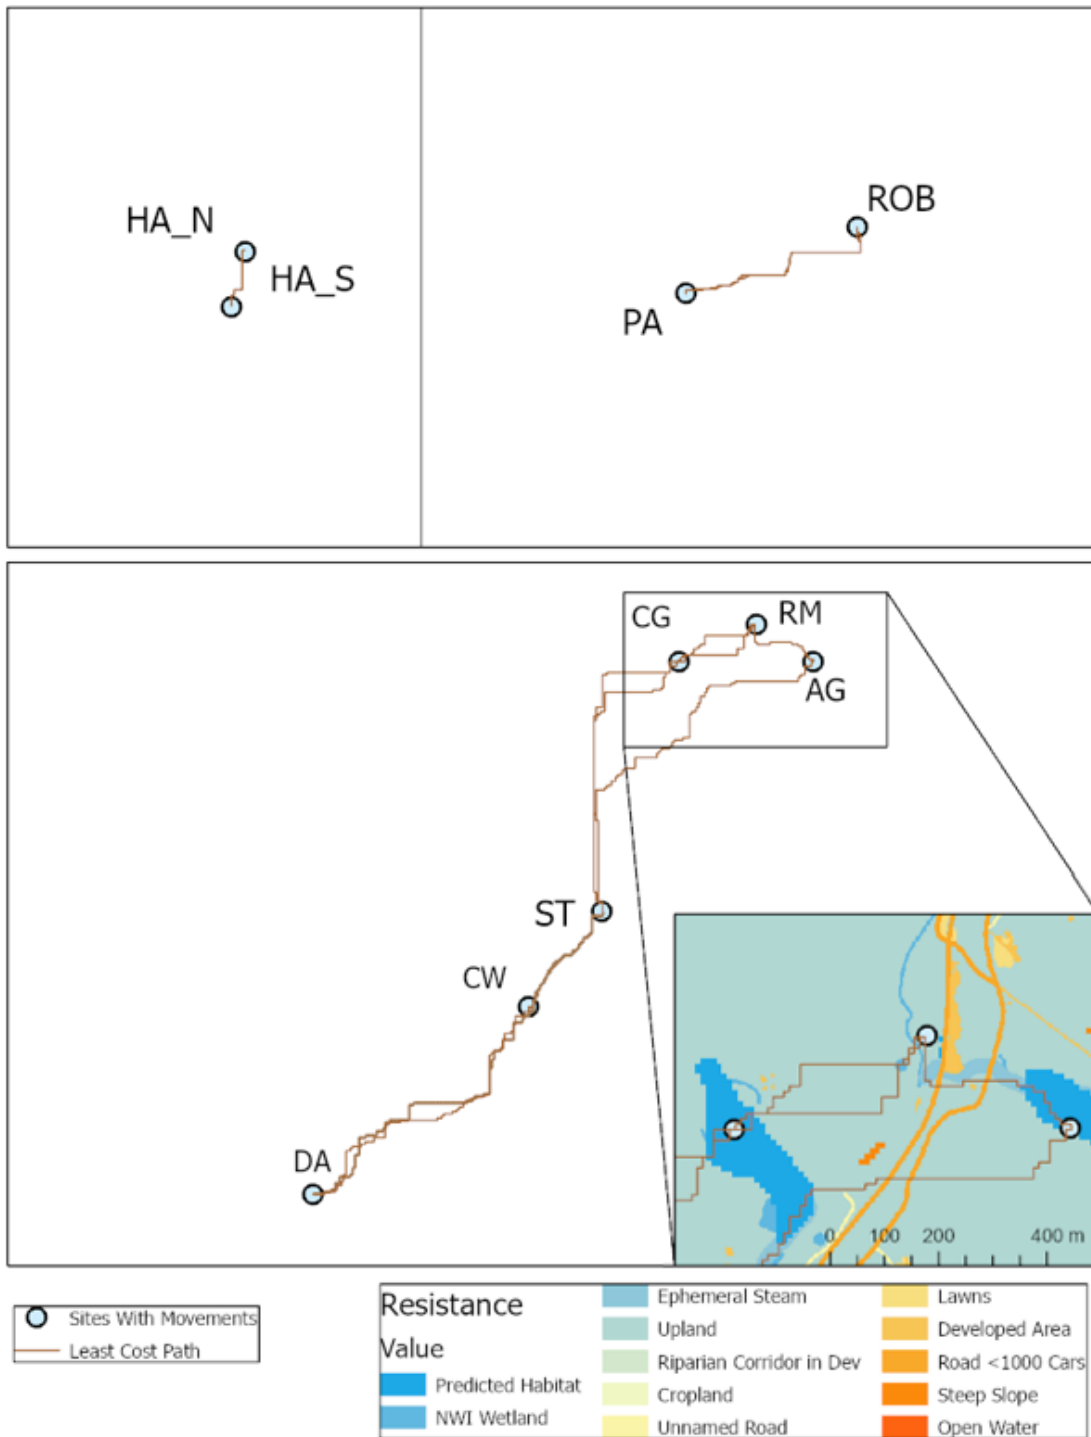 HA_N
HA_S
ROB
PA
CG
RM
AG
ST
CW
DA
0 100 200 400 m
Sites With Movements
Least Cost Path
Resistance
Value
Predicted Habitat
NWI Wetland
Ephemeral Steam
Upland
Riparian Corridor in Dev
Cropland
Unnamed Road
Lawns
Developed Area
Road <1000 Cars
Steep Slope
Open Water